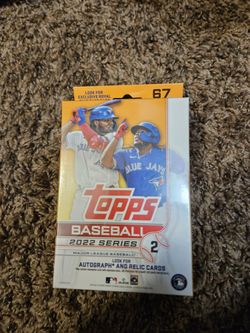 LOOK FOR
EXCLUSIVE ROYAL
67
BLUE JAYS
TOPPS
BASEBALL
2022 SERIES 2
MAJOR LEAGUE BASEBALL
LOOK FOR
AUTOGRAPH AND RELIC CARDS